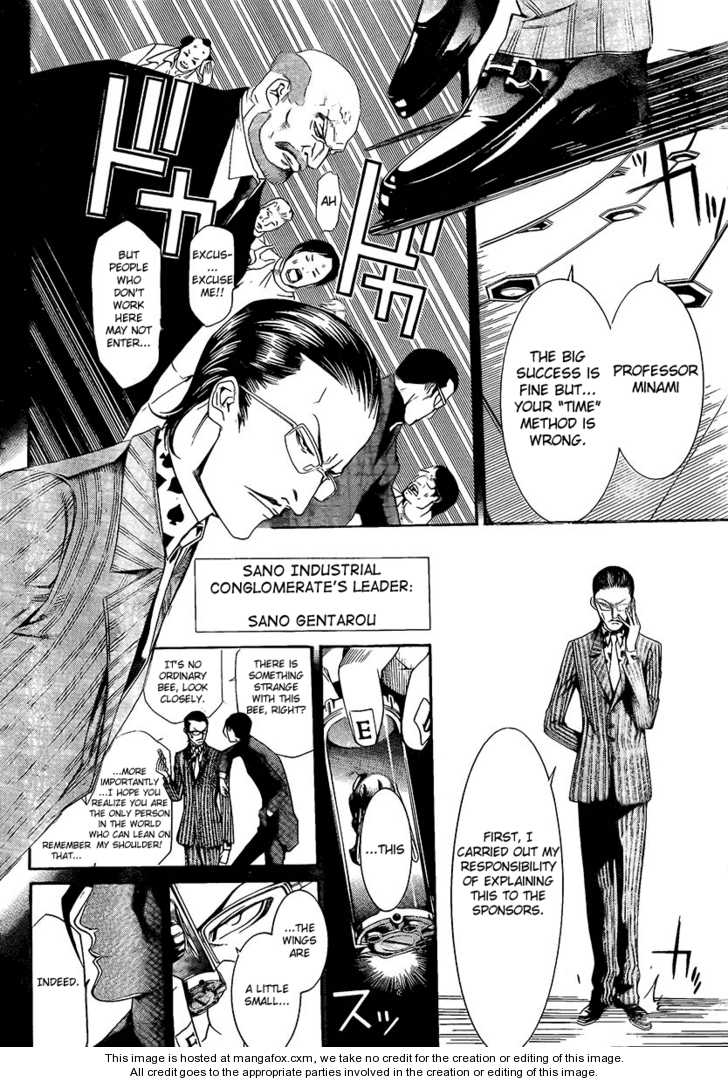 PROFESSOR
MINAMI
THE BIG
SUCCESS IS
FINE BUT...
YOUR "TIME"
METHOD IS
WRONG.
AH
EXCUS-
...
EXCUSE
ME!!
BUT
PEOPLE
WHO
DON'T
WORK
HERE
MAY NOT
ENTER...
ドカ
ドカ
SANO INDUSTRIAL
CONGLOMERATE'S LEADER:
SANO GENTAROU
FIRST, I
CARRIED OUT MY
RESPONSIBILITY
OF EXPLAINING
THIS TO THE
SPONSORS.
カッ
E
...THIS
スッ
THERE IS
SOMETHING
STRANGE
WITH THIS
BEE, RIGHT?
IT'S NO
ORDINARY
BEE, LOOK
CLOSELY.
...MORE
IMPORTANTLY
...I HOPE YOU
REALIZE YOU ARE
THE ONLY PERSON
IN THE WORLD
WHO CAN LEAN ON
MY SHOULDER!
REMEMBER
THAT...
...THE
WINGS
ARE
A LITTLE
SMALL...
INDEED.
This image is hosted at mangafox.cxm, we take no credit for the creation or editing of this image.
All credit goes to the appropriate parties involved in the creation or editing of this image.